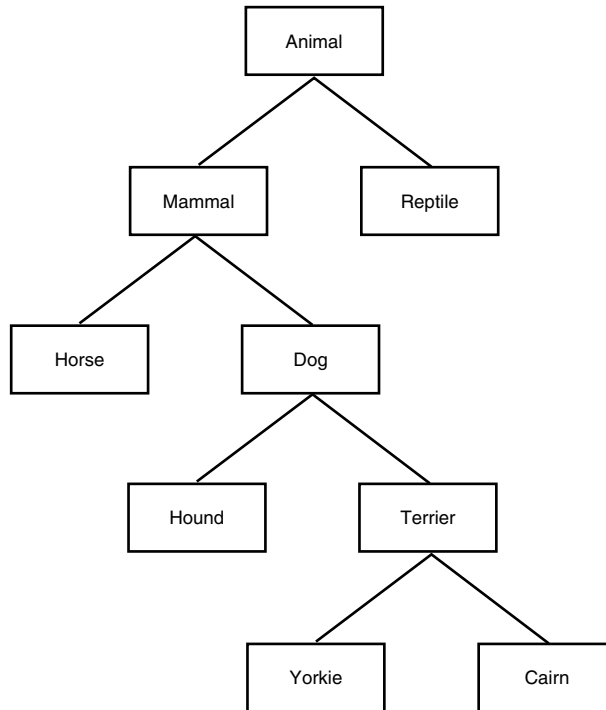 Animal
Mammal
Reptile
Horse
Dog
Hound
Terrier
Yorkie
Cairn